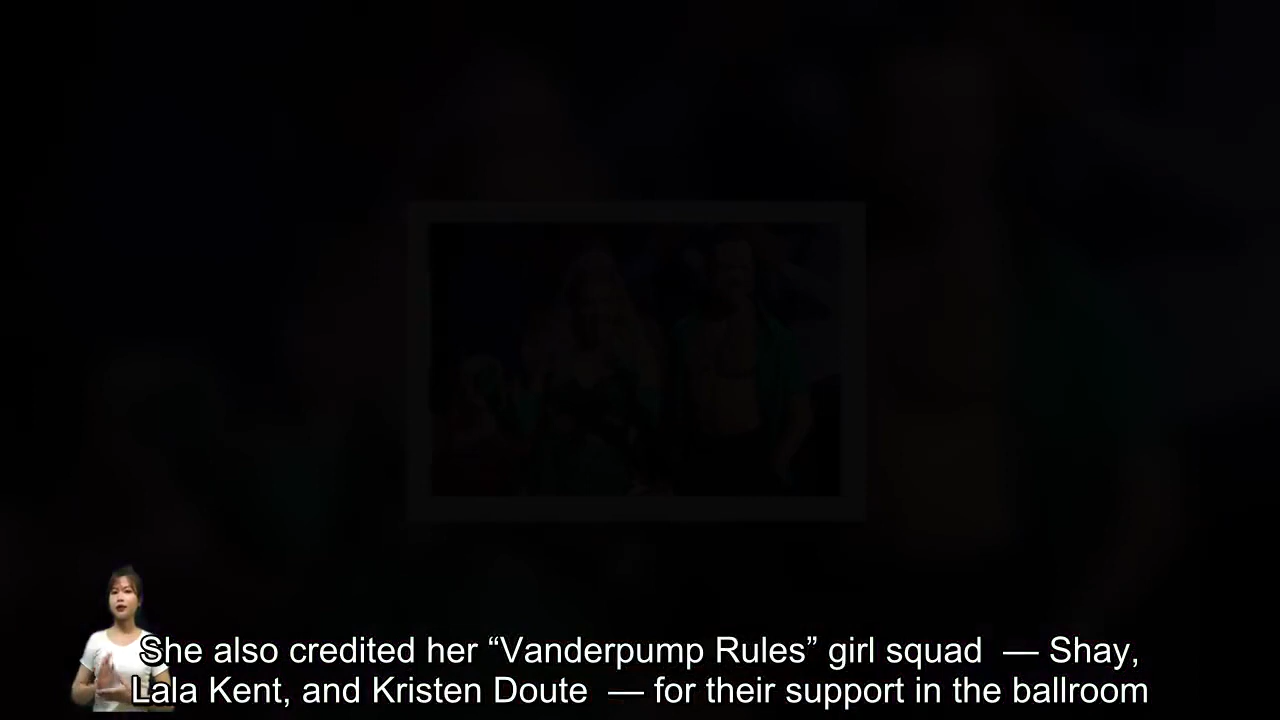 She also credited her “Vanderpump Rules” girl squad — Shay,
Lala Kent, and Kristen Doute — for their support in the ballroom